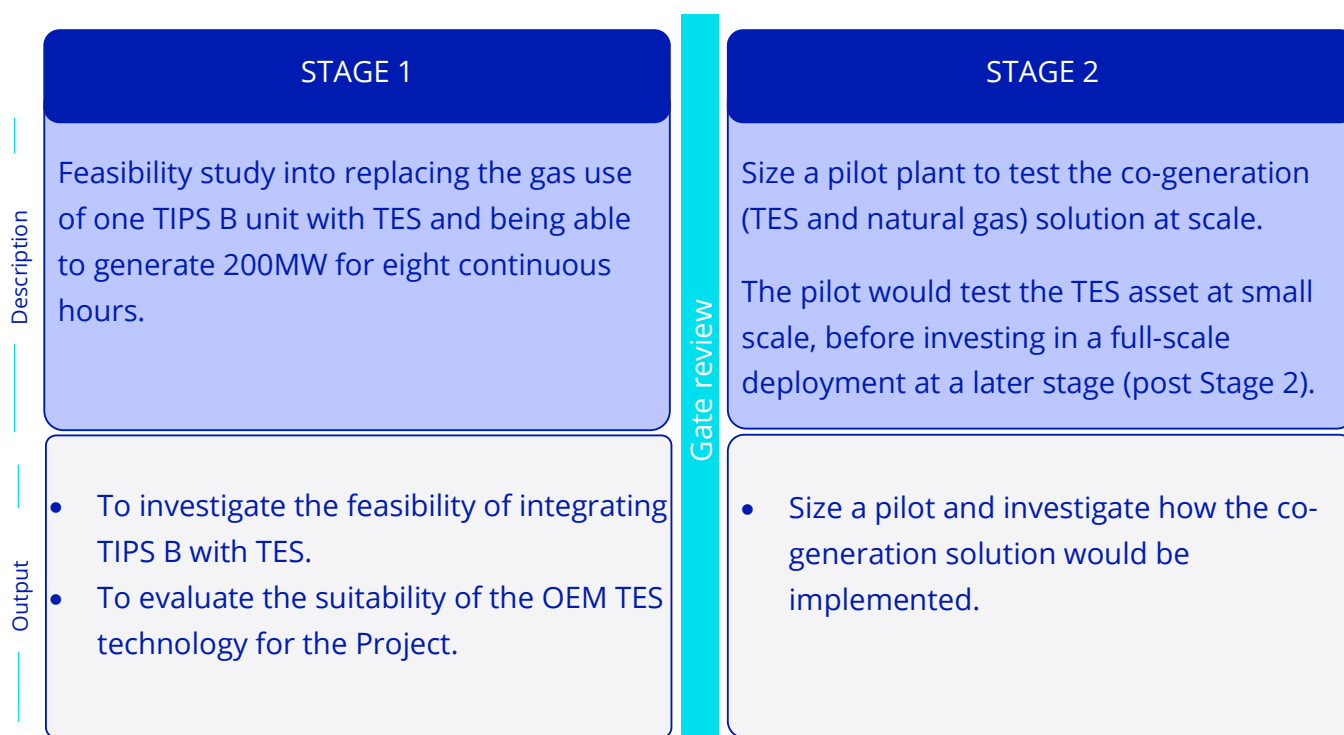 STAGE 1
STAGE 2
Description
Feasibility study into replacing the gas use
of one TIPS B unit with TES and being able
to generate 200MW for eight continuous
hours.
Gate review
Size a pilot plant to test the co-generation
(TES and natural gas) solution at scale.
The pilot would test the TES asset at small
scale, before investing in a full-scale
deployment at a later stage (post Stage 2).
Output
• To investigate the feasibility of integrating
TIPS B with TES.
• To evaluate the suitability of the OEM TES
technology for the Project.
• Size a pilot and investigate how the co-
generation solution would be
implemented.